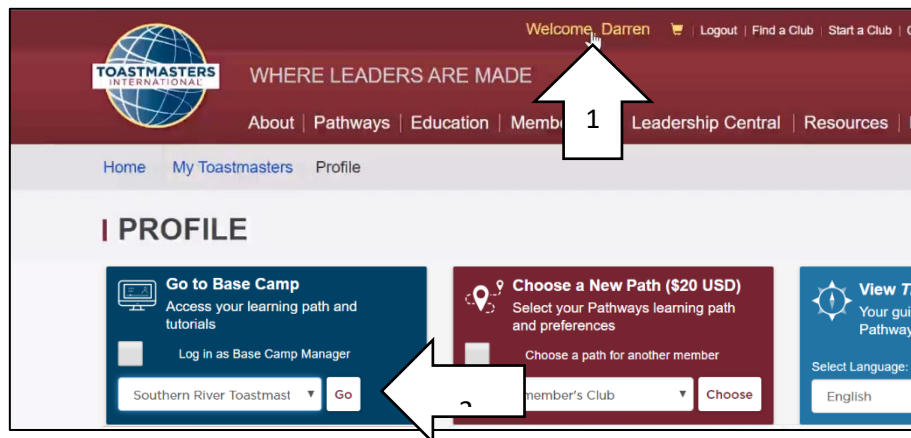 Welcome, Darren | Logout | Find a Club | Start a Club |
TOASTMASTERS
INTERNATIONAL
WHERE LEADERS ARE MADE
1
About | Pathways | Education | Leadership Central | Resources |
Home My Toastmasters Profile
PROFILE
Go to Base Camp
Access your learning path and
tutorials
Log in as Base Camp Manager
Southern River Toastmast Go
Choose a New Path ($20 USD)
Select your Pathways learning path
and preferences
Choose a path for another member
member's Club Choose
View
Your
Select Language:
English